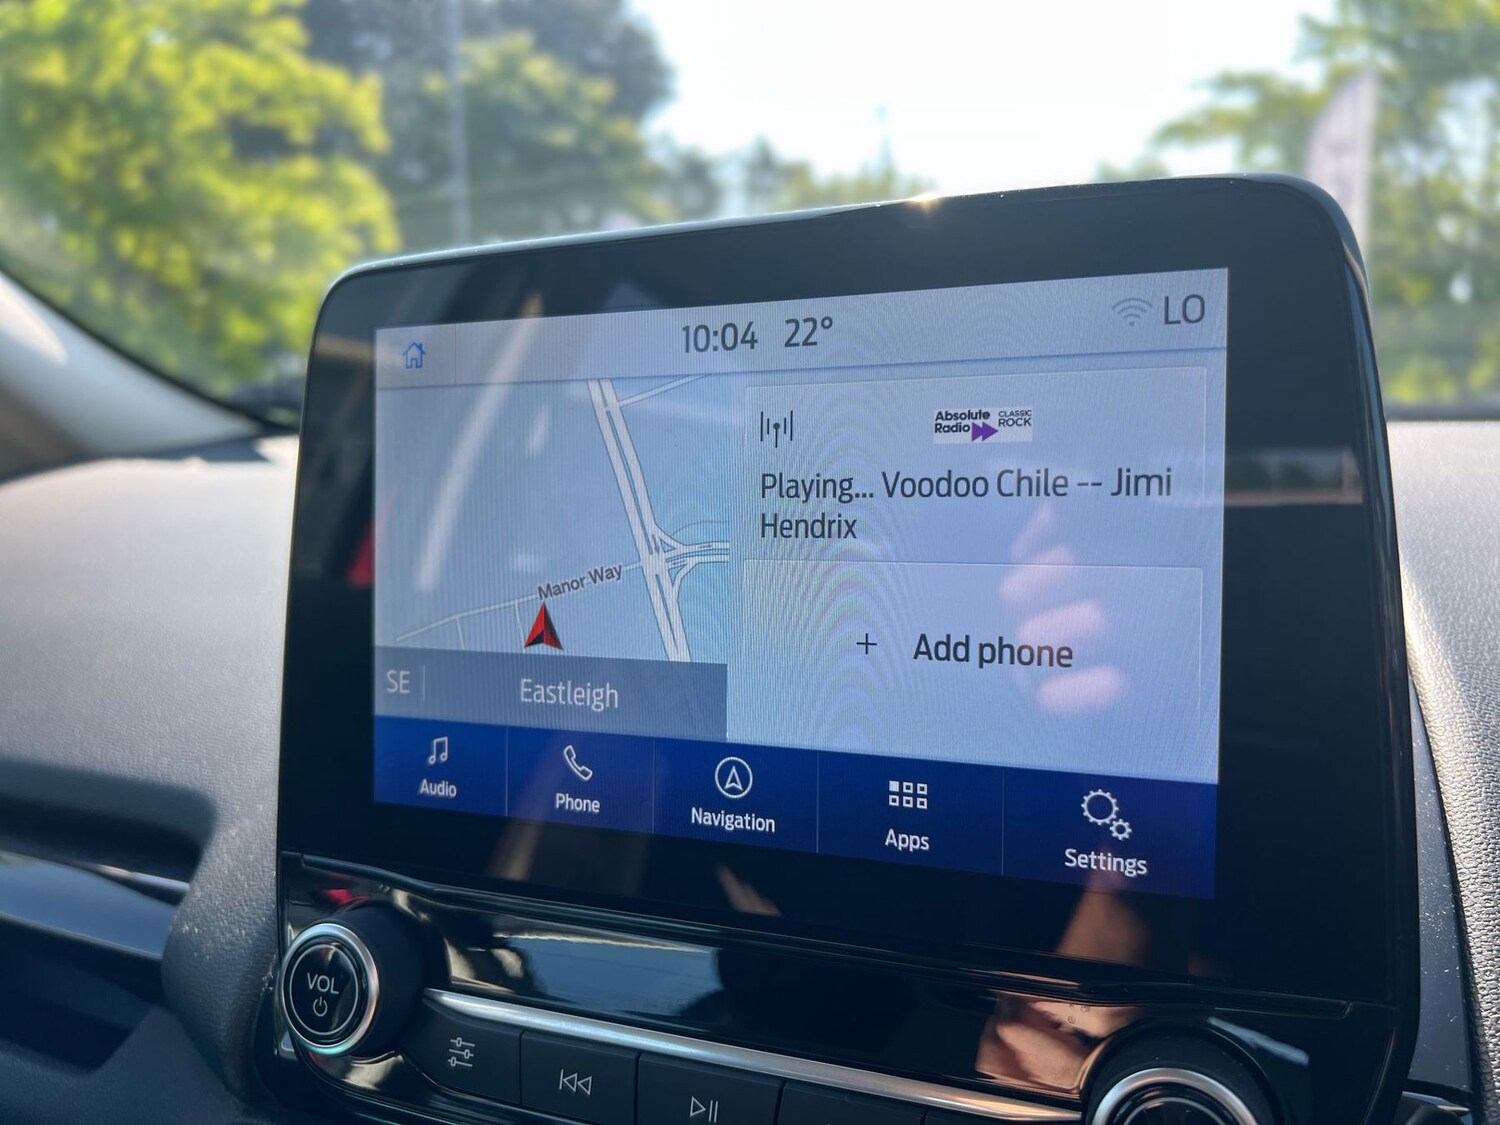 10:04 22°
LO
Absolute
Radio
CLASSIC
ROCK
Playing... Voodoo Chile -- Jimi
Hendrix
Manor Way
SE
Eastleigh
+ Add phone
Audio
Phone
Navigation
Apps
Settings
VOL